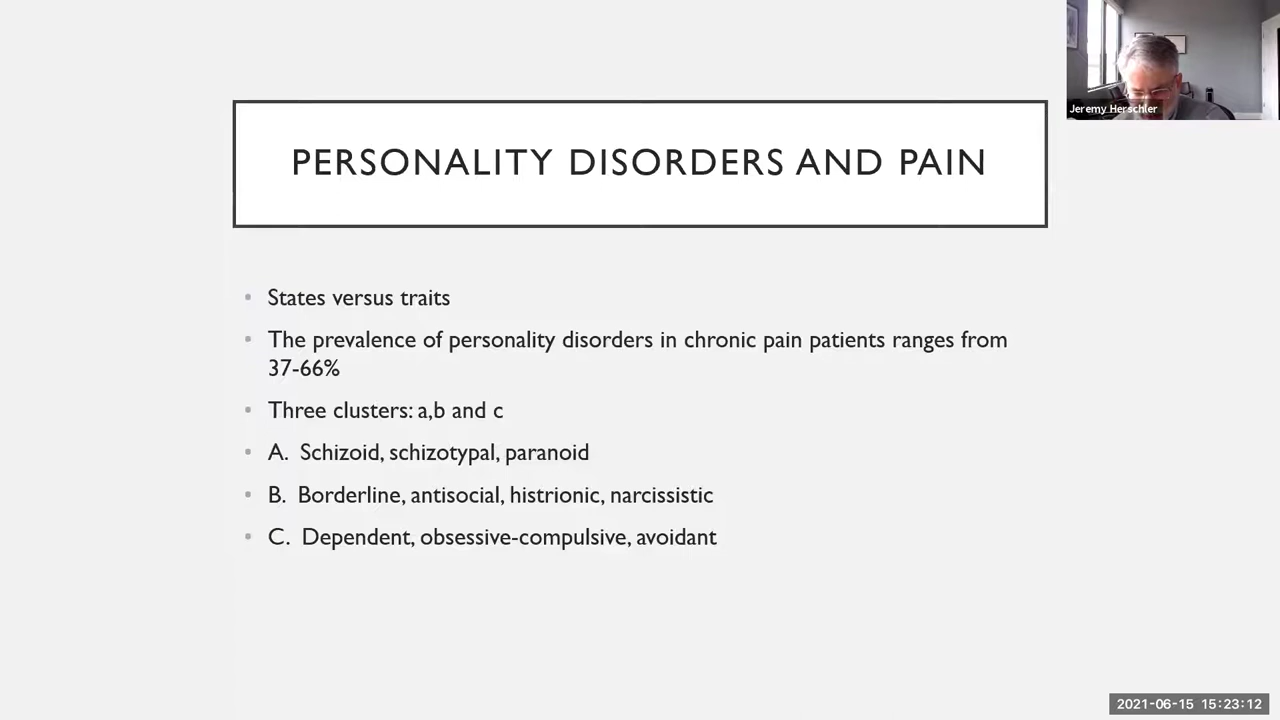 Jeremy Herschler
PERSONALITY DISORDERS AND PAIN
• States versus traits
• The prevalence of personality disorders in chronic pain patients ranges from
37-66%
• Three clusters: a,b and c
• A. Schizoid, schizotypal, paranoid
• B. Borderline, antisocial, histrionic, narcissistic
• C. Dependent, obsessive-compulsive, avoidant
2021-06-15 15:23:12